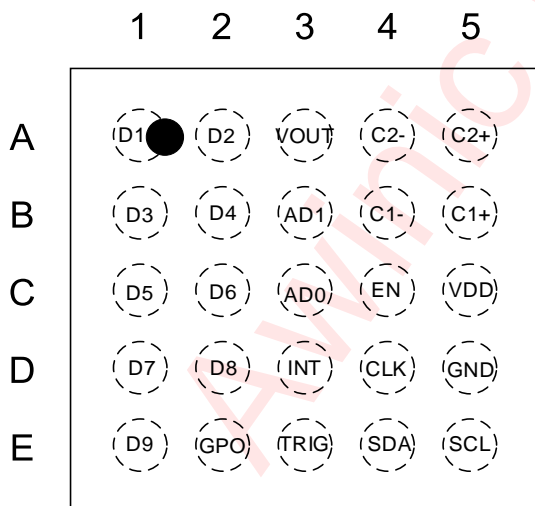 1 2 3 4 5
A D1 D2 VOUT C2- C2+
B D3 D4 AD1 C1- C1+
C D5 D6 AD0 EN VDD
D D7 D8 INT CLK GND
E D9 GPO TRIG SDA SCL
Awinic